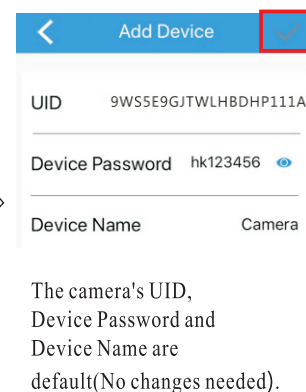 Add Device
UID 9WS5E9GJTWLHBDHP111A
Device Password hk123456
Device Name Camera
The camera's UID,
Device Password and
Device Name are
default(No changes needed).